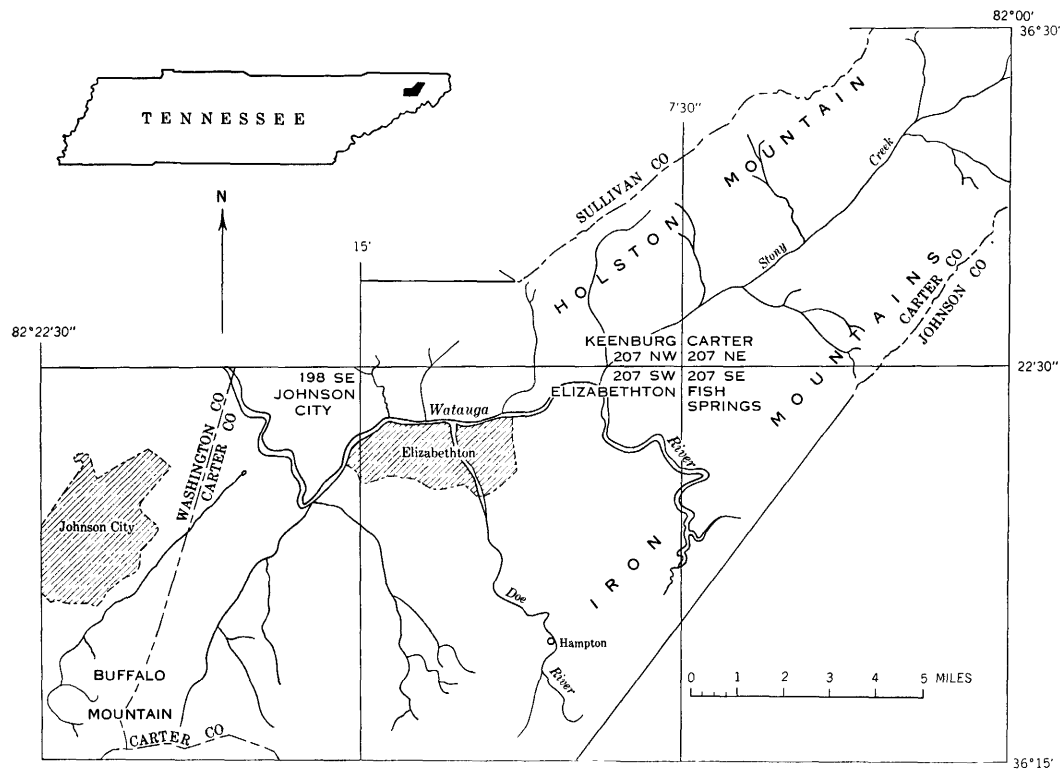 82°00'
36°30'
TENNESSEE
7'30"
HOLSTON MOUNTAIN
SULLIVAN CO
Stony Creek
N
15'
82°22'30"
CARTER CO
JOHNSON CO
IRON MOUNTAINS
KEENBURG
207 NW
CARTER
207 NE
22'30"
198 SE
JOHNSON
CITY
207 SW
ELIZABETHTON
207 SE
FISH
SPRINGS
Watauga River
WASHINGTON CO
CARTER CO
Elizabethton
Johnson City
Doe River
Hampton
BUFFALO
MOUNTAIN
CARTER CO
0 1 2 3 4 5 MILES
36°15'